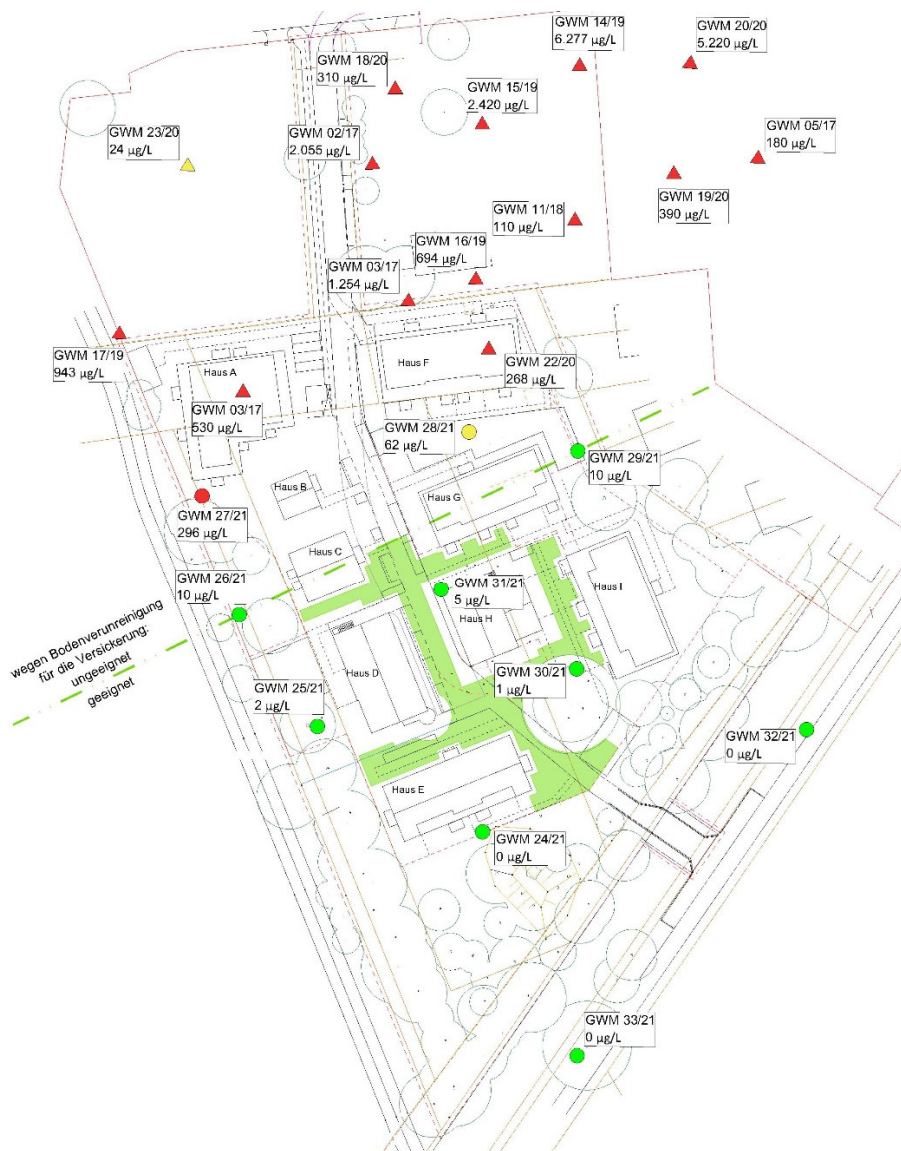 GWM 14/19
6.277 µg/L
GWM 20/20
5.220 µg/L
GWM 18/20
310 µg/L
GWM 15/19
2.420 µg/L
GWM 23/20
24 µg/L
GWM 02/17
2.055 µg/L
GWM 05/17
180 µg/L
GWM 19/20
390 µg/L
GWM 11/18
110 µg/L
GWM 16/19
694 µg/L
GWM 03/17
1.254 µg/L
GWM 17/19
943 µg/L
Haus A
Haus F
GWM 22/20
268 µg/L
GWM 03/17
530 µg/L
GWM 28/21
62 µg/L
GWM 29/21
10 µg/L
Haus B
Haus G
GWM 27/21
296 µg/L
Haus C
GWM 26/21
10 µg/L
GWM 31/21
5 µg/L
Haus I
Haus H
wegen Bodenverunreinigung
für die Versickerung:
ungeeignet
geeignet
Haus D
GWM 30/21
1 µg/L
GWM 25/21
2 µg/L
GWM 32/21
0 µg/L
Haus E
GWM 24/21
0 µg/L
GWM 33/21
0 µg/L